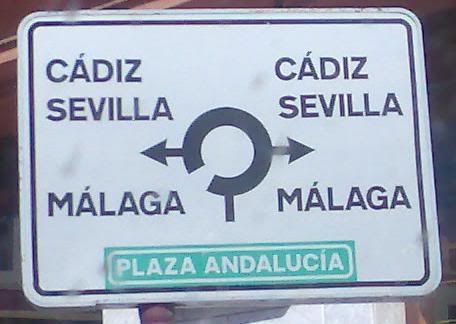 CÁDIZ
SEVILLA
MÁLAGA
CÁDIZ
SEVILLA
MÁLAGA
PLAZA ANDALUCÍA